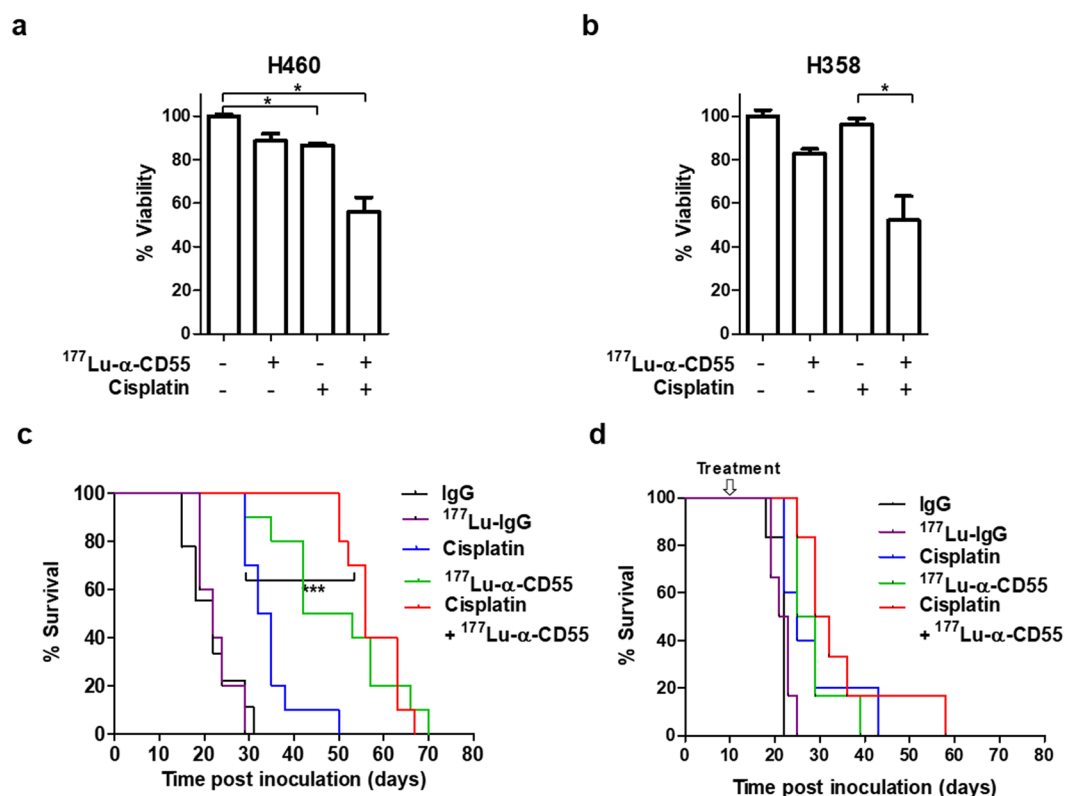 a
H460
*
*
100
80
60
40
20
0
% Viability
- + - +
- - + +
¹⁷⁷Lu-α-CD55
Cisplatin
b
H358
*
100
80
60
40
20
0
% Viability
- + - +
- - + +
¹⁷⁷Lu-α-CD55
Cisplatin
c
100
80
60
40
20
0
% Survival
0 10 20 30 40 50 60 70 80
Time post inoculation (days)
***
IgG
¹⁷⁷Lu-IgG
Cisplatin
¹⁷⁷Lu-α-CD55
Cisplatin
+ ¹⁷⁷Lu-α-CD55
d
Treatment
100
80
60
40
20
0
% Survival
0 10 20 30 40 50 60 70 80
Time post inoculation (days)
IgG
¹⁷⁷Lu-IgG
Cisplatin
¹⁷⁷Lu-α-CD55
Cisplatin
+ ¹⁷⁷Lu-α-CD55